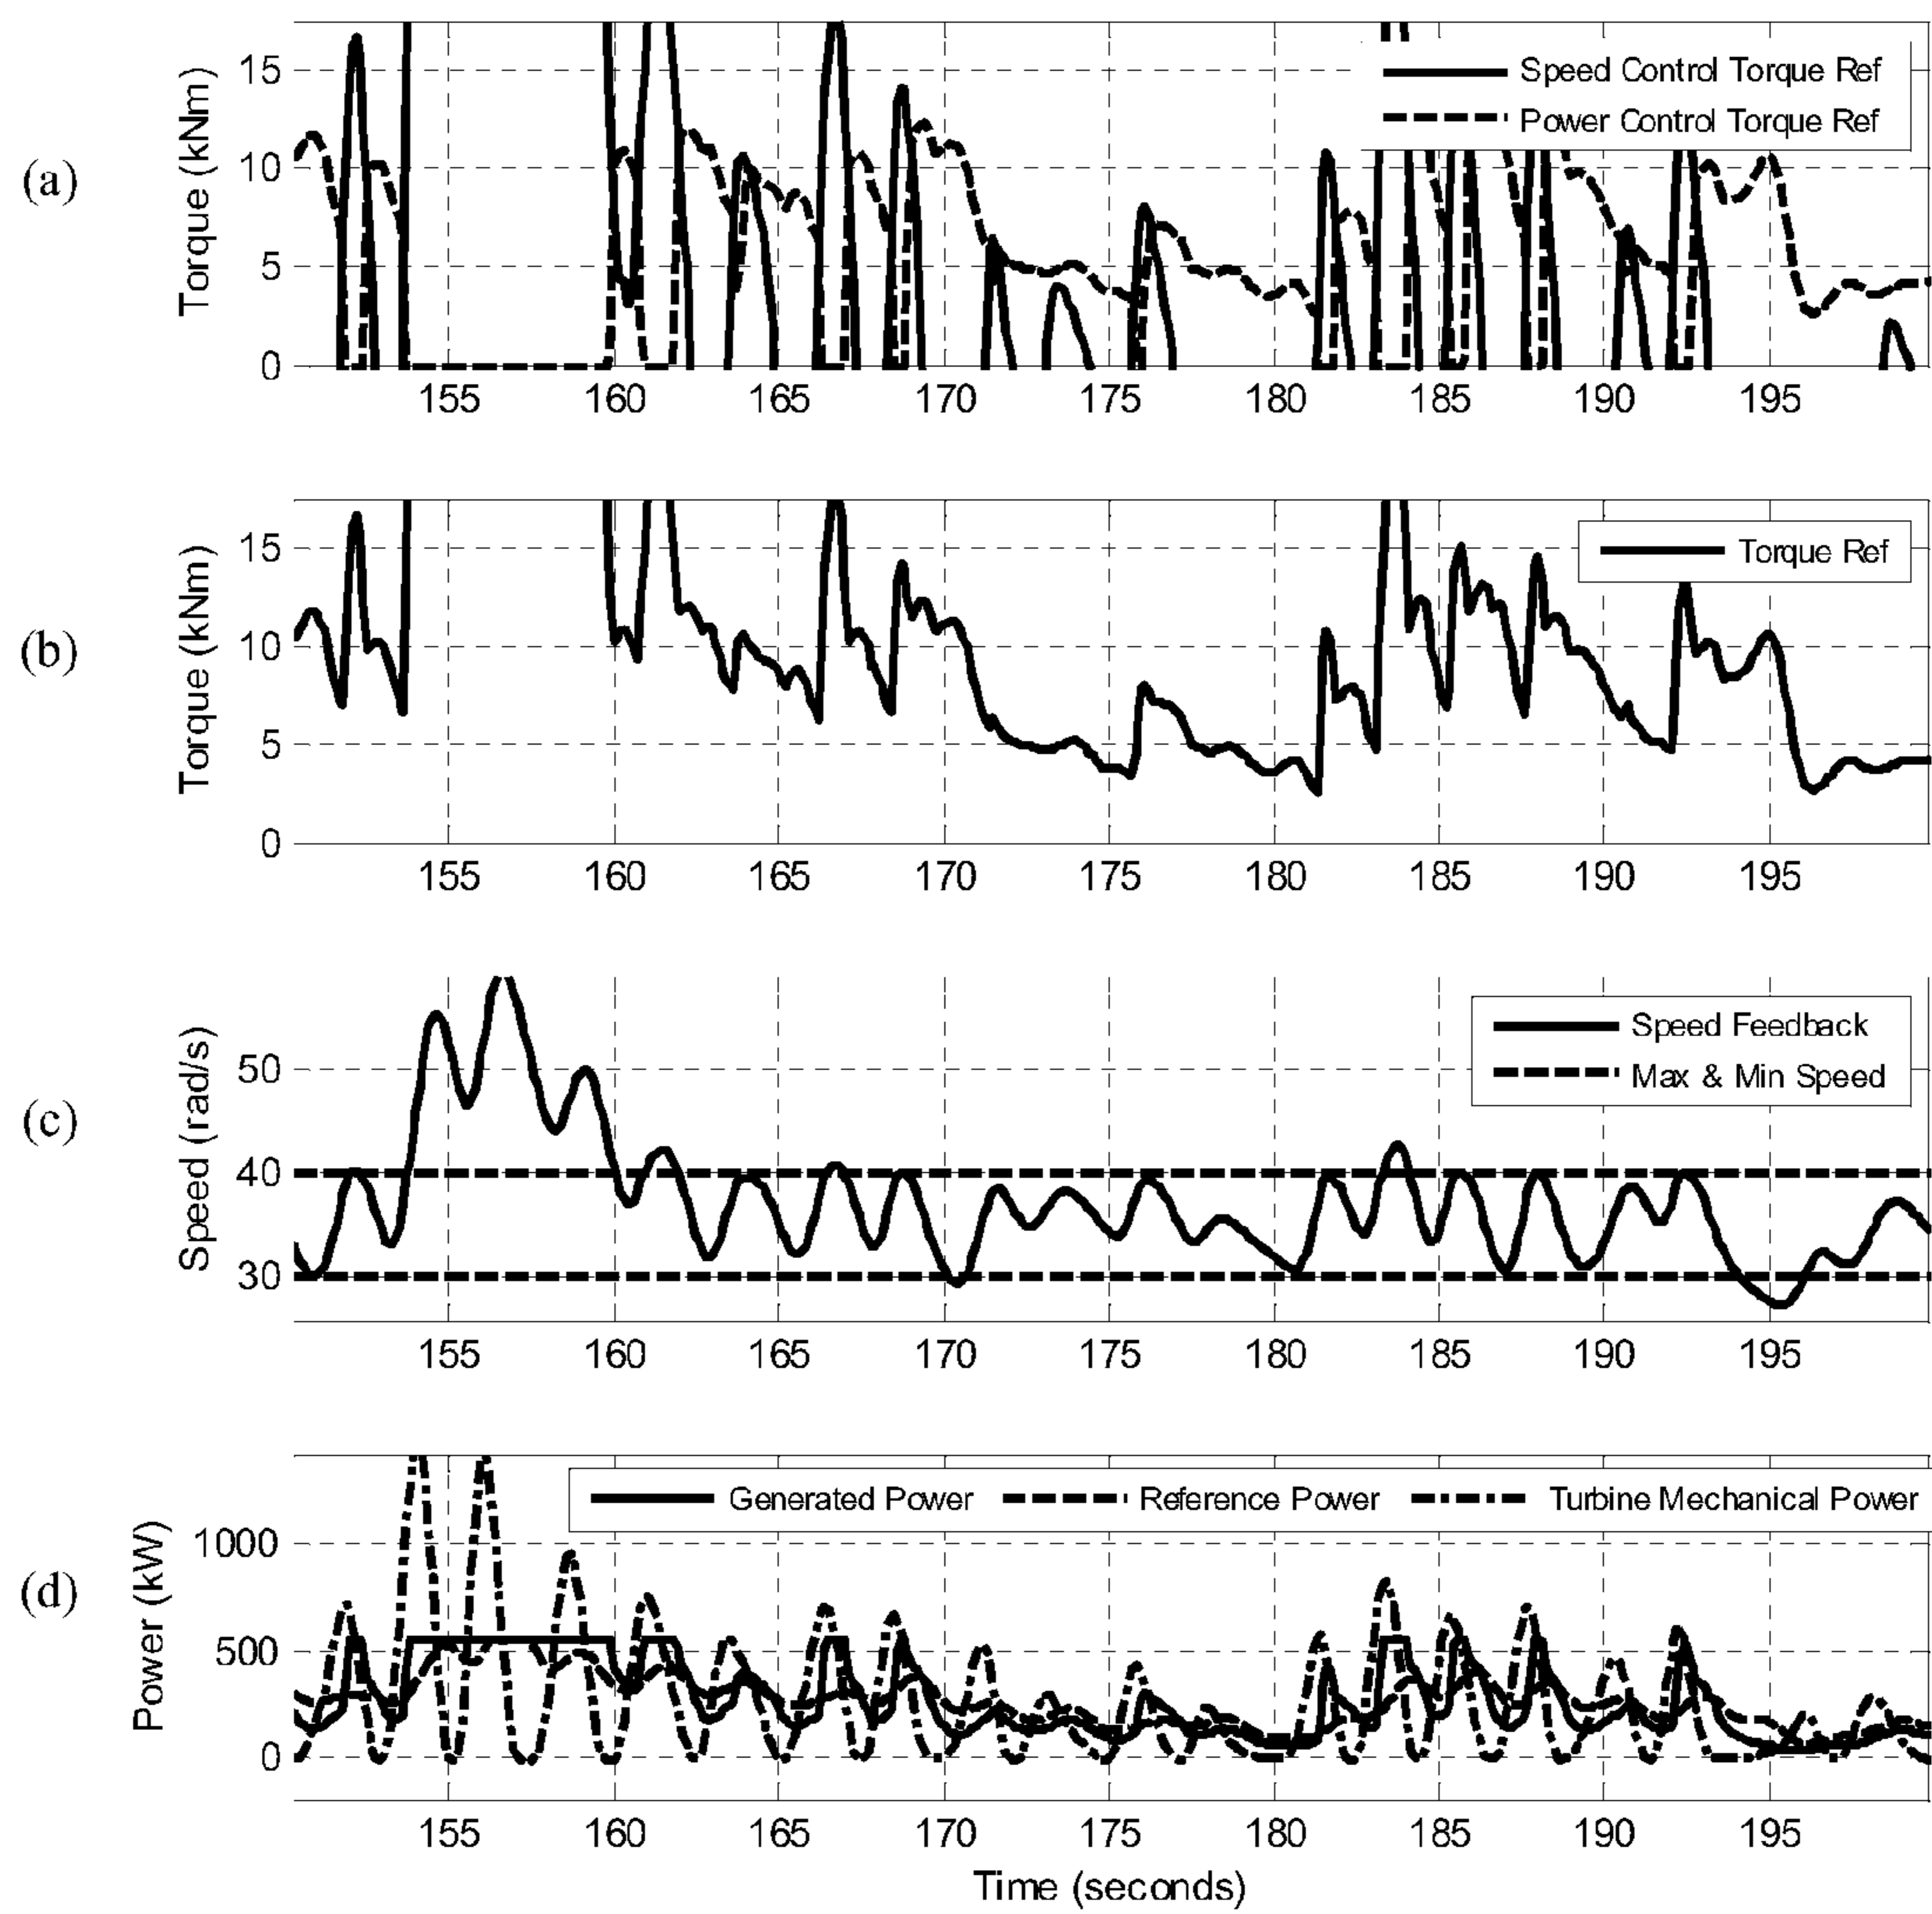 (a)
Torque (kNm)
15
10
5
0
Speed Control Torque Ref
Power Control Torque Ref
155 160 165 170 175 180 185 190 195
(b)
Torque (kNm)
15
10
5
0
Torque Ref
155 160 165 170 175 180 185 190 195
(c)
Speed (rad/s)
50
40
30
Speed Feedback
Max & Min Speed
155 160 165 170 175 180 185 190 195
(d)
Power (kW)
1000
500
0
Generated Power Reference Power Turbine Mechanical Power
155 160 165 170 175 180 185 190 195
Time (seconds)